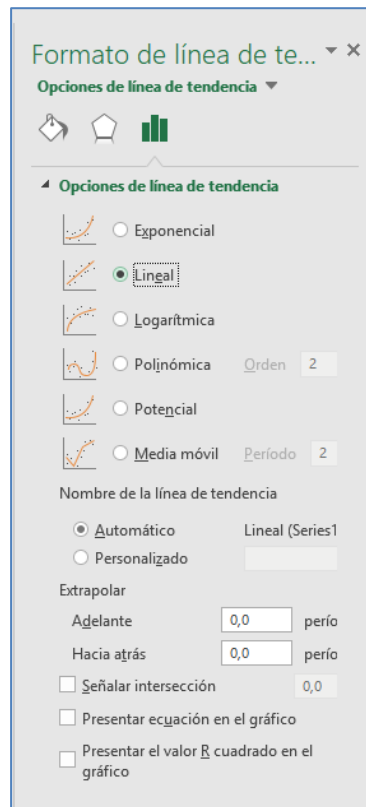 Formato de línea de te...
Opciones de línea de tendencia
Opciones de línea de tendencia
Exponencial
Lineal
Logarítmica
Polinómica Orden 2
Potencial
Media móvil Período 2
Nombre de la línea de tendencia
Automático Lineal (Series1
Personalizado
Extrapolar
Adelante 0,0 perío
Hacia atrás 0,0 perío
Señalar intersección 0,0
Presentar ecuación en el gráfico
Presentar el valor R cuadrado en el
gráfico